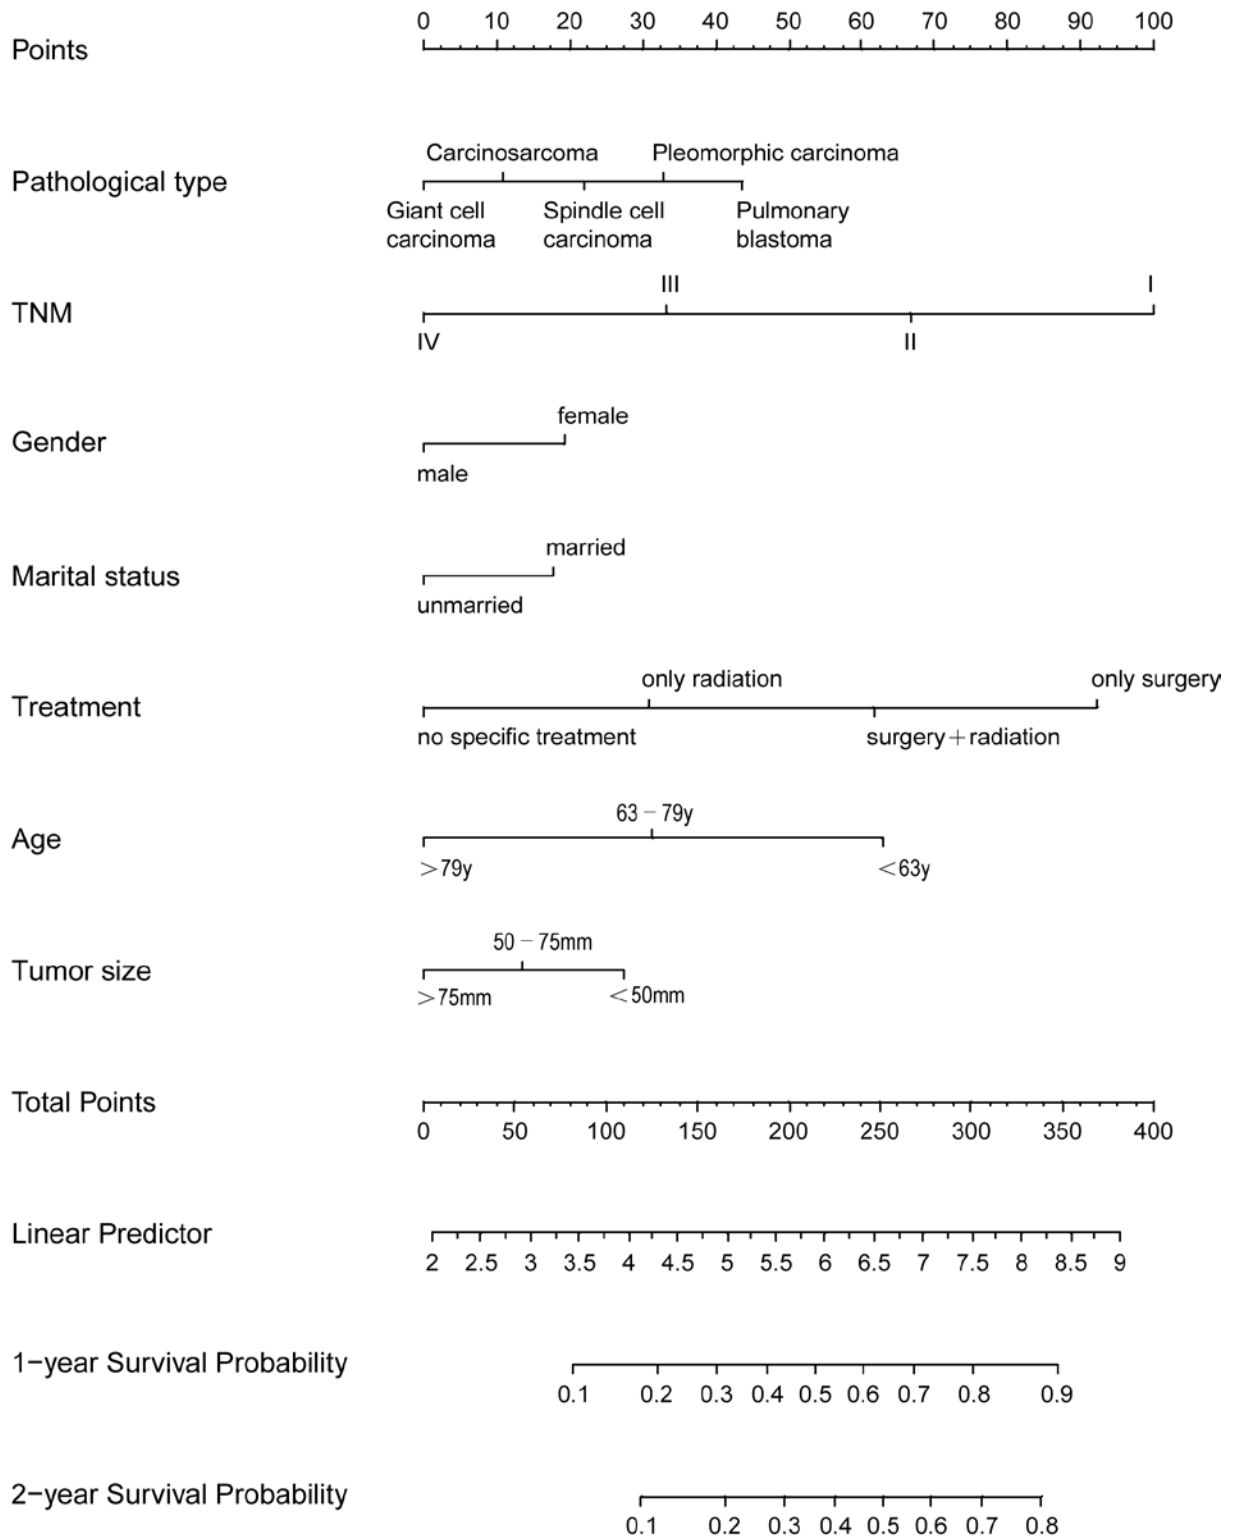 0 10 20 30 40 50 60 70 80 90 100
Points
Carcinosarcoma Pleomorphic carcinoma
Pathological type
Giant cell carcinoma Spindle cell carcinoma Pulmonary blastoma
III I
TNM
IV II
female
Gender
male
married
Marital status
unmarried
only radiation only surgery
Treatment
no specific treatment surgery+radiation
63－79y
Age
＞79y ＜63y
50－75mm
Tumor size
＞75mm ＜50mm
Total Points
0 50 100 150 200 250 300 350 400
Linear Predictor
2 2.5 3 3.5 4 4.5 5 5.5 6 6.5 7 7.5 8 8.5 9
1−year Survival Probability
0.1 0.2 0.3 0.4 0.5 0.6 0.7 0.8 0.9
2−year Survival Probability
0.1 0.2 0.3 0.4 0.5 0.6 0.7 0.8